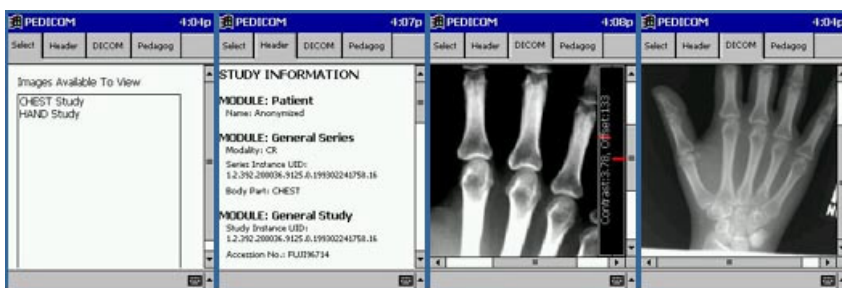 PEDICOM 4:04p
Select Header DICOM Pedagog
Images Available To View
CHEST Study
HAND Study
PEDICOM 4:07p
Select Header DICOM Pedagog
STUDY INFORMATION
MODULE: Patient
Name: Anonymized
MODULE: General Series
Modality: CR
Series Instance UID:
1.2.392.200036.9125.0.199302241758.16
Body Part: CHEST
MODULE: General Study
Study Instance UID:
1.2.392.200036.9125.0.199302241758.16
Accession No.: FUJI96714
PEDICOM 4:08p
Select Header DICOM Pedagog
Contrast:3.78, Offset:133
PEDICOM 4:04p
Select Header DICOM Pedagog